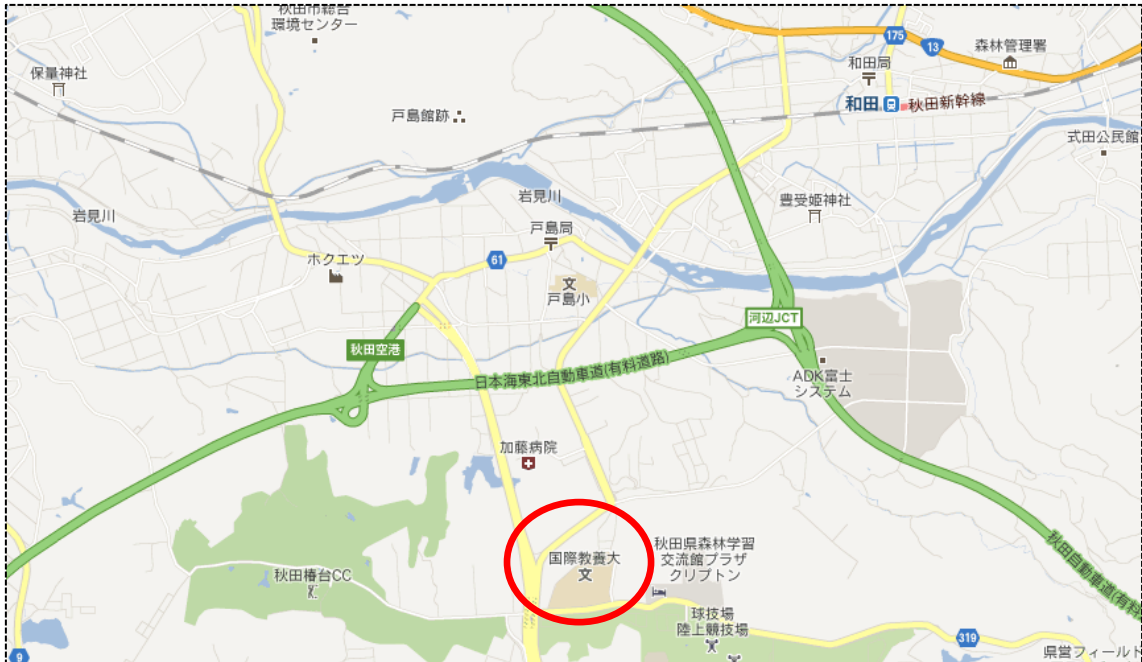 秋田市総合
環境センター
175
13
森林管理署
保量神社
和田局
和田
秋田新幹線
戸島館跡
式田公民館
岩見川
岩見川
豊受姫神社
戸島局
ホクエツ
61
文
戸島小
河辺JCT
秋田空港
日本海東北自動車道(有料道路)
ADK富士
システム
加藤病院
国際教養大
文
秋田県森林学習
交流館プラザ
クリプトン
秋田椿台CC
秋田自動車道(有料
球技場
陸上競技場
319
県営フィールド
9